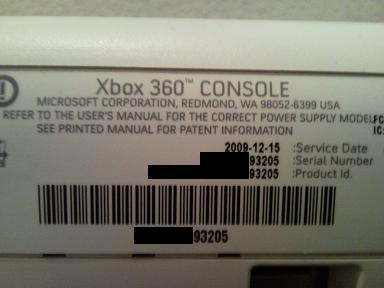 Xbox 360™ CONSOLE
MICROSOFT CORPORATION, REDMOND, WA 98052-6399 USA
REFER TO THE USER'S MANUAL FOR THE CORRECT POWER SUPPLY MODEL
FC
SEE PRINTED MANUAL FOR PATENT INFORMATION
IC:
2009-12-15 :Service Date
93205 :Serial Number
93205 :Product Id.
93205